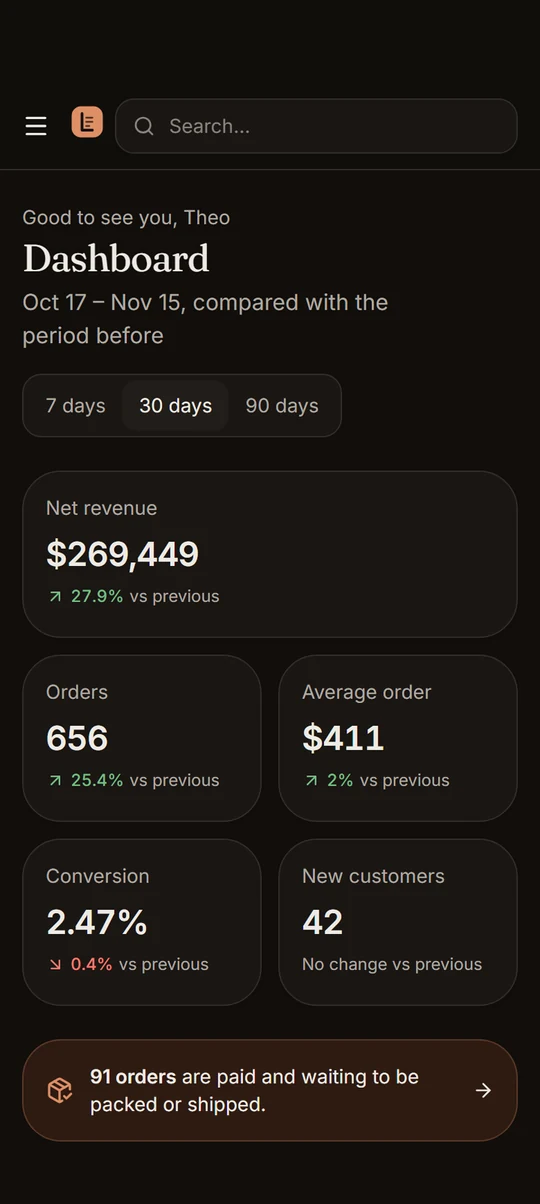 Search...
Good to see you, Theo
Dashboard
Oct 17 – Nov 15, compared with the
period before
7 days 30 days 90 days
Net revenue
$269,449
27.9% vs previous
Orders
656
25.4% vs previous
Average order
$411
2% vs previous
Conversion
2.47%
0.4% vs previous
New customers
42
No change vs previous
91 orders are paid and waiting to be
packed or shipped.